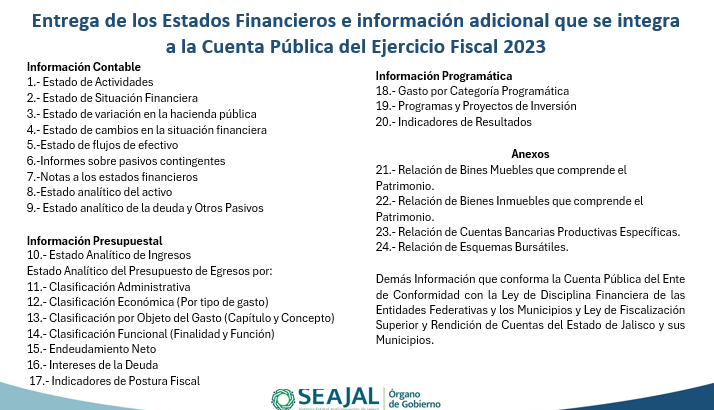 Entrega de los Estados Financieros e información adicional que se integra
a la Cuenta Pública del Ejercicio Fiscal 2023
Información Contable
1.- Estado de Actividades
2.- Estado de Situación Financiera
3.- Estado de variación en la hacienda pública
4.- Estado de cambios en la situación financiera
5.-Estado de flujos de efectivo
6.-Informes sobre pasivos contingentes
7.-Notas a los estados financieros
8.-Estado analítico del activo
9.- Estado analítico de la deuda y Otros Pasivos
Información Presupuestal
10.- Estado Analítico de Ingresos
Estado Analítico del Presupuesto de Egresos por:
11.- Clasificación Administrativa
12.- Clasificación Económica (Por tipo de gasto)
13.- Clasificación por Objeto del Gasto (Capítulo y Concepto)
14.- Clasificación Funcional (Finalidad y Función)
15.- Endeudamiento Neto
16.- Intereses de la Deuda
17.- Indicadores de Postura Fiscal
Información Programática
18.- Gasto por Categoría Programática
19.- Programas y Proyectos de Inversión
20.- Indicadores de Resultados
Anexos
21.- Relación de Bines Muebles que comprende el
Patrimonio.
22.- Relación de Bienes Inmuebles que comprende el
Patrimonio.
23.- Relación de Cuentas Bancarias Productivas Específicas.
24.- Relación de Esquemas Bursátiles.
Demás Información que conforma la Cuenta Pública del Ente
de Conformidad con la Ley de Disciplina Financiera de las
Entidades Federativas y los Municipios y Ley de Fiscalización
Superior y Rendición de Cuentas del Estado de Jalisco y sus
Municipios.
SEAJAL
Órgano
de Gobierno